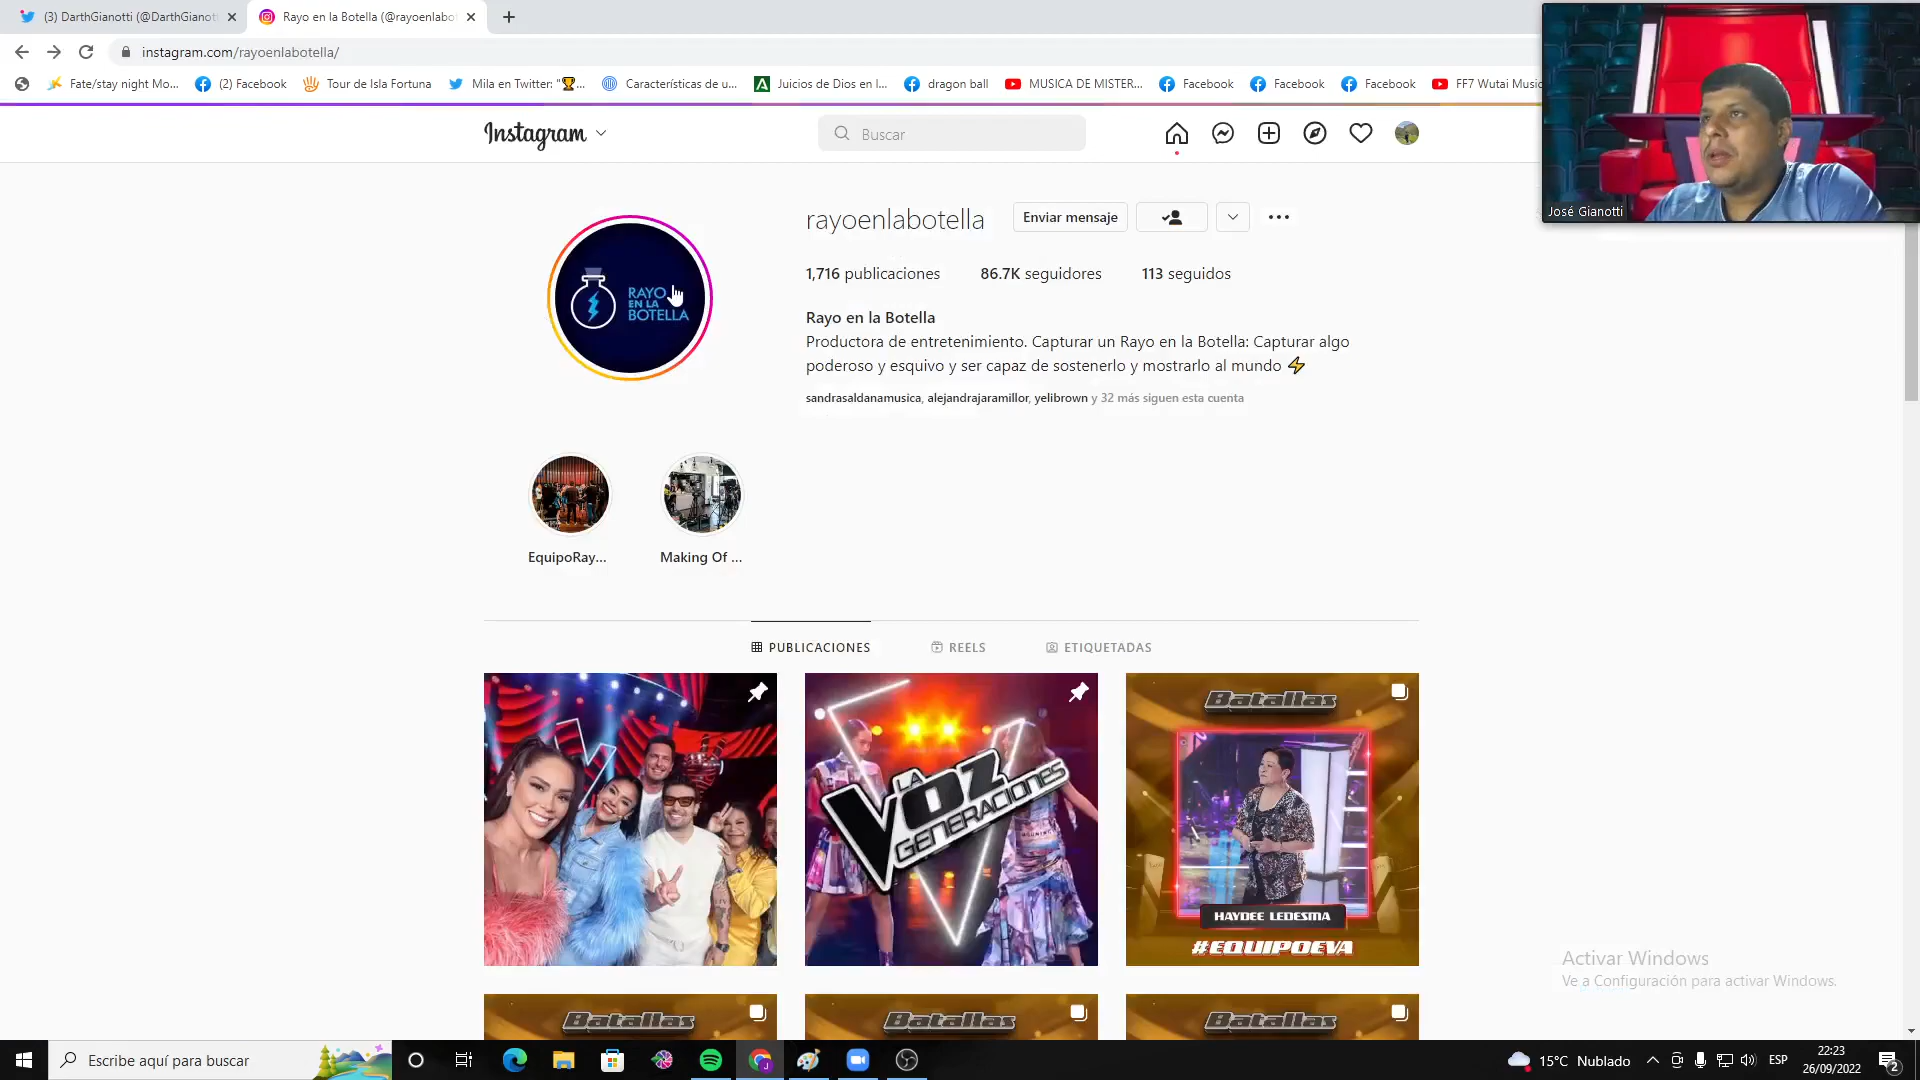 (3) DarthGianotti (@DarthGianott
Rayo en la Botella (@rayoenlabot
instagram.com/rayoenlabotella/
Fate/stay night Mo...
(2) Facebook
Tour de Isla Fortuna
Mila en Twitter: "🏆...
Características de u...
Juicios de Dios en l...
dragon ball
MUSICA DE MISTER...
Facebook
Facebook
Facebook
FF7 Wutai Music
José Gianotti
Instagram
Buscar
rayoenlabotella
Enviar mensaje
1,716 publicaciones
86.7K seguidores
113 seguidos
RAYO
EN LA
BOTELLA
Rayo en la Botella
Productora de entretenimiento. Capturar un Rayo en la Botella: Capturar algo
poderoso y esquivo y ser capaz de sostenerlo y mostrarlo al mundo ⚡
sandrasaldanamusica, alejandrajaramillor, yelibrown y 32 más siguen esta cuenta
EquipoRay...
Making Of ...
PUBLICACIONES
REELS
ETIQUETADAS
LA
VOZ
GENERACIONES
Batallas
HAYDEE LEDESMA
#EQUIPOEVA
Batallas
Batallas
Batallas
Activar Windows
Ve a Configuración para activar Windows.
Escribe aquí para buscar
15°C Nublado
ESP
22:23
26/09/2022
2